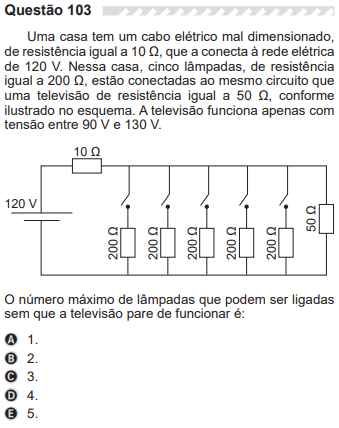 Questão 103
Uma casa tem um cabo elétrico mal dimensionado,
de resistência igual a 10 Ω, que a conecta à rede elétrica
de 120 V. Nessa casa, cinco lâmpadas, de resistência
igual a 200 Ω, estão conectadas ao mesmo circuito que
uma televisão de resistência igual a 50 Ω, conforme
ilustrado no esquema. A televisão funciona apenas com
tensão entre 90 V e 130 V.
10 Ω
120 V
200 Ω
200 Ω
200 Ω
200 Ω
200 Ω
50 Ω
O número máximo de lâmpadas que podem ser ligadas
sem que a televisão pare de funcionar é:
A 1.
B 2.
C 3.
D 4.
E 5.